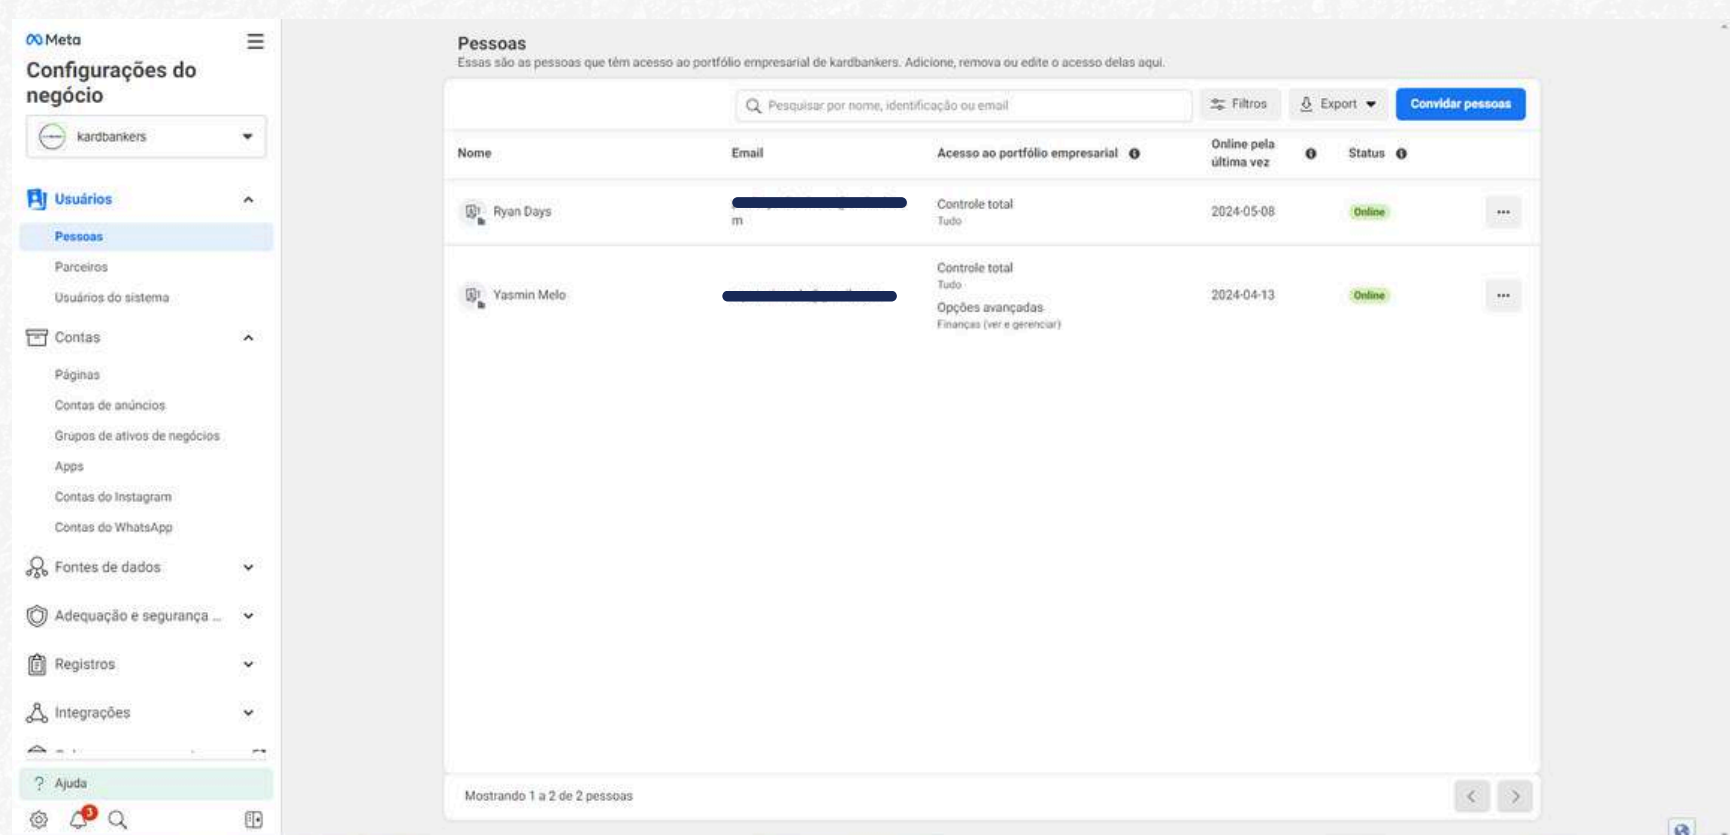 Meta
Configurações do
negócio
kardbankers
Usuários
Pessoas
Parceiros
Usuários do sistema
Contas
Páginas
Contas de anúncios
Grupos de ativos de negócios
Apps
Contas do Instagram
Contas do WhatsApp
Fontes de dados
Adequação e segurança ...
Registros
Integrações
? Ajuda
3
Pessoas
Essas são as pessoas que têm acesso ao portfólio empresarial de kardbankers. Adicione, remova ou edite o acesso delas aqui.
Pesquisar por nome, identificação ou email
Filtros
Export
Convidar pessoas
Nome
Email
Acesso ao portfólio empresarial
Online pela
última vez
Status
Ryan Days
m
Controle total
Tudo
2024-05-08
Online
Yasmin Melo
Controle total
Tudo
Opções avançadas
Finanças (ver e gerenciar)
2024-04-13
Online
Mostrando 1 a 2 de 2 pessoas